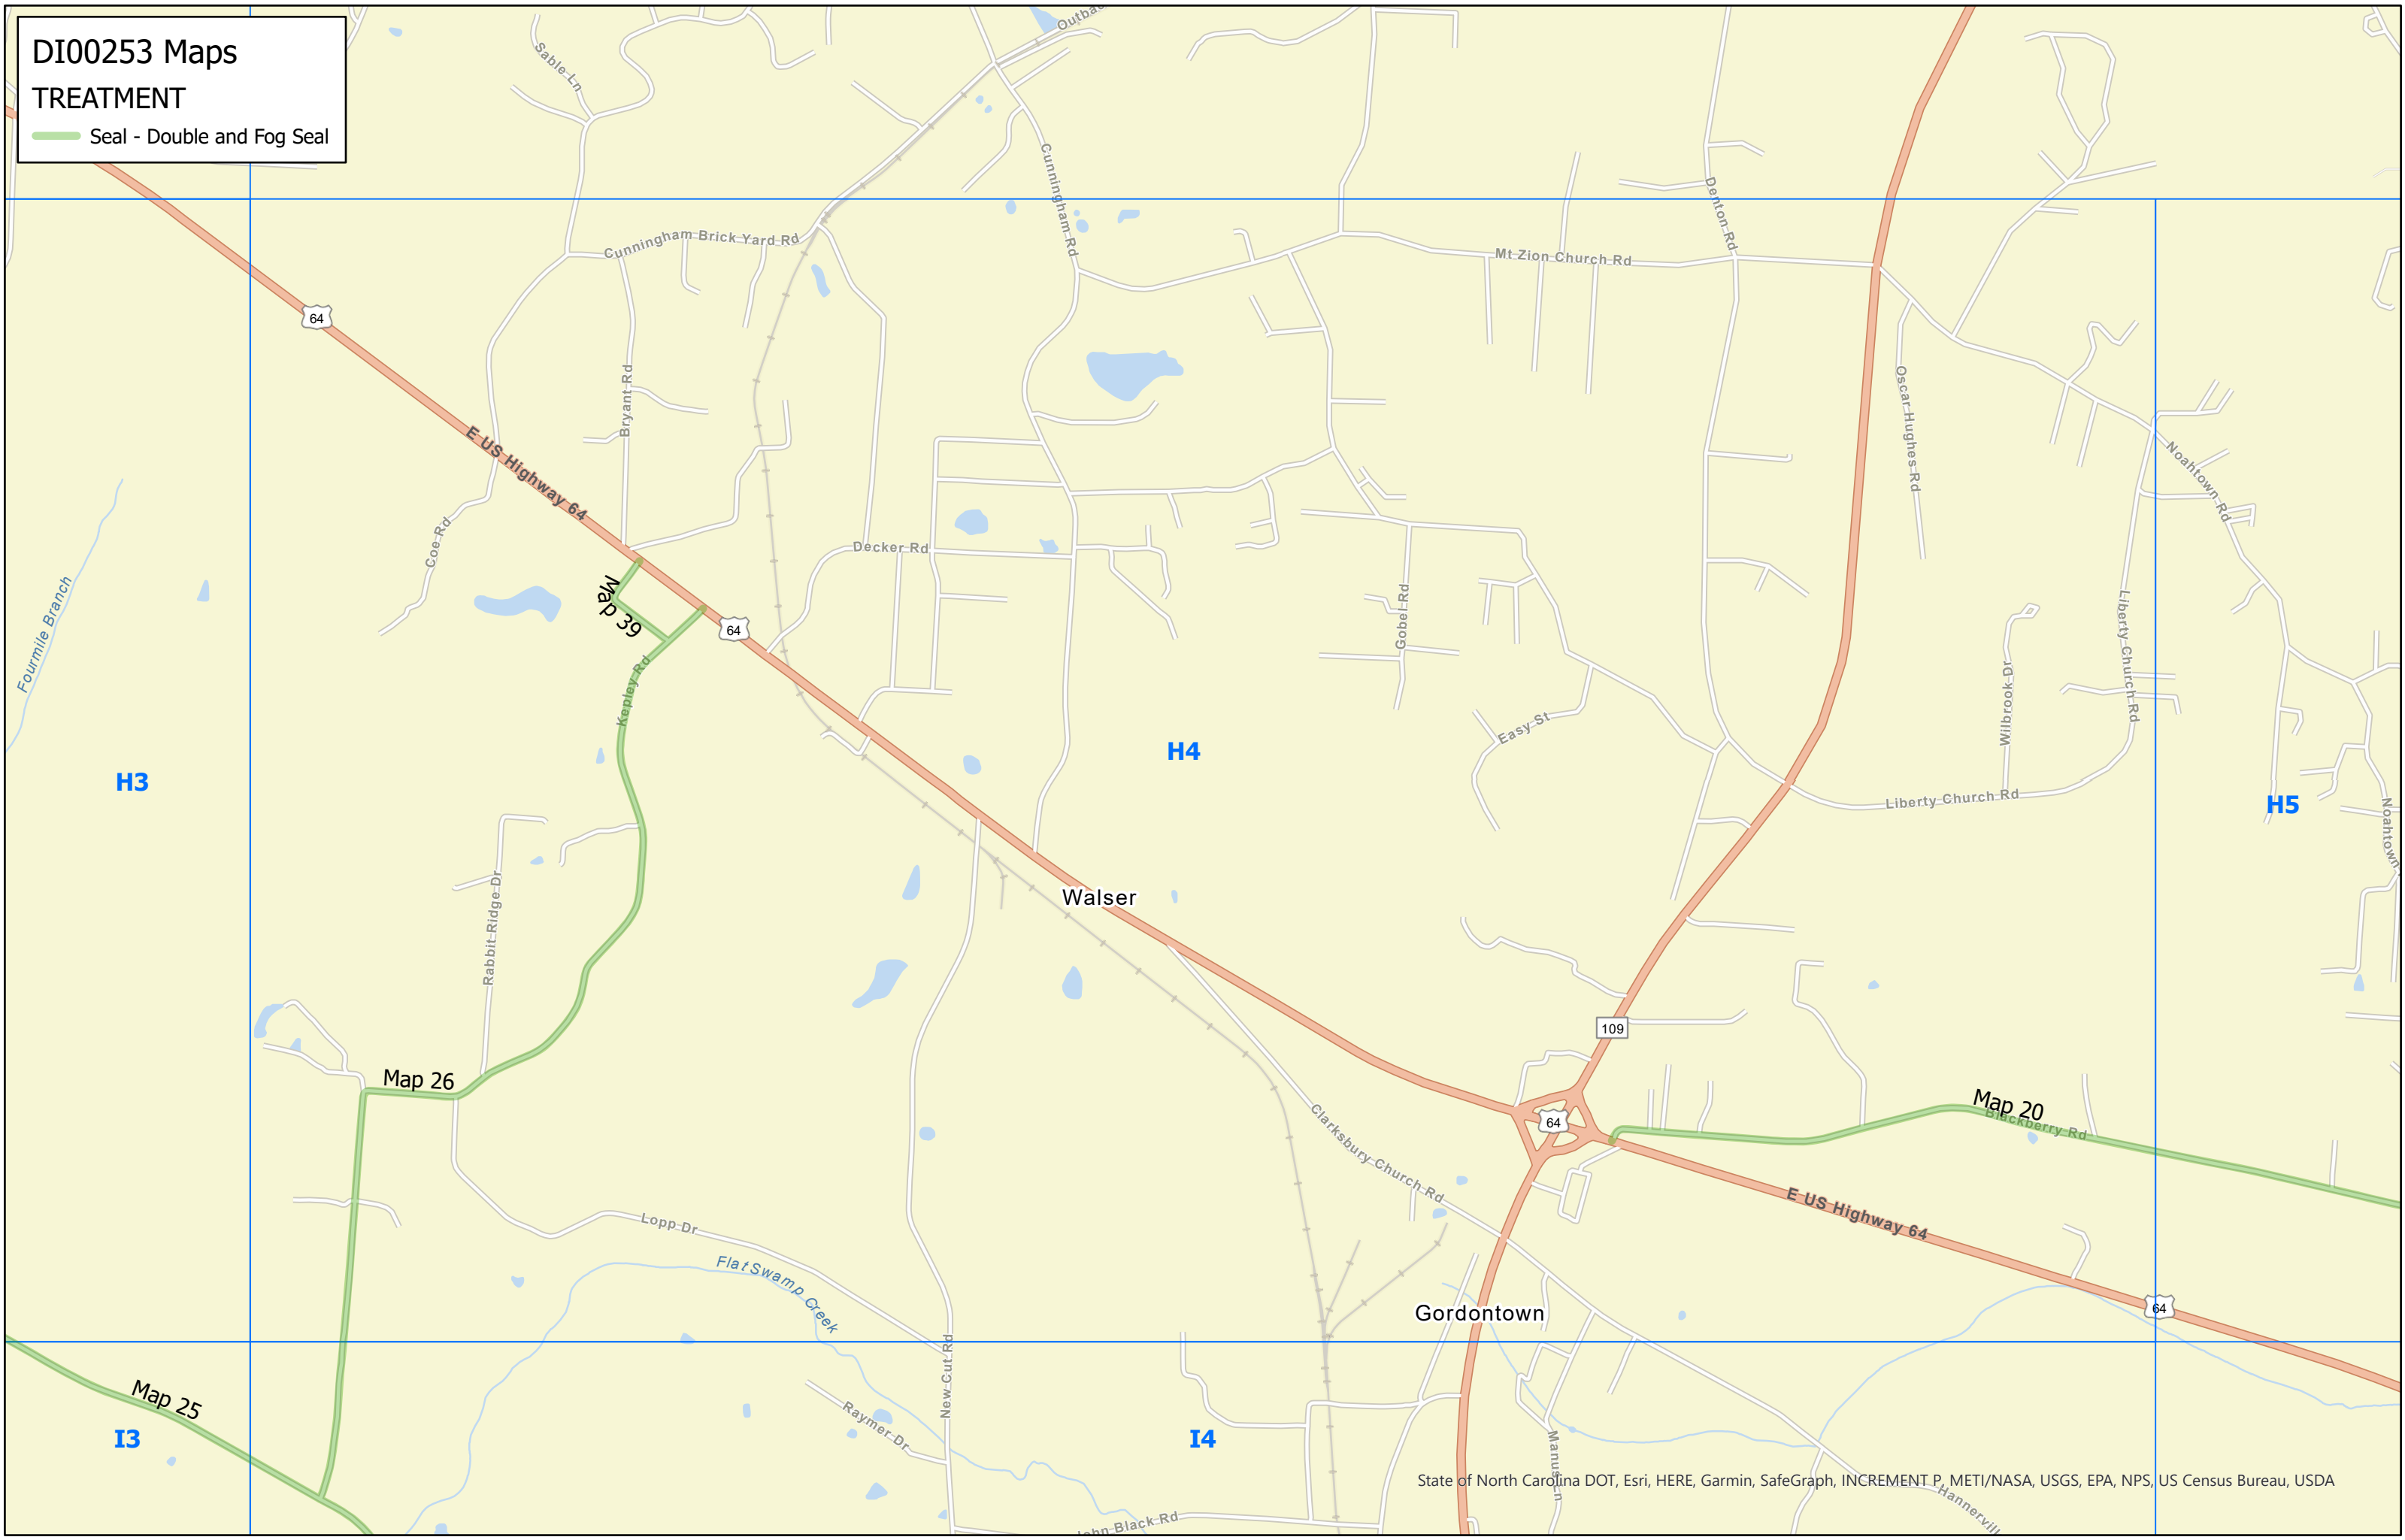 DI00253 Maps
TREATMENT
Seal - Double and Fog Seal
Sable Ln
Cunningham Rd
Denton Rd
Cunningham Brick Yard Rd
Mt Zion Church Rd
64
Bryant Rd
Oscar Hughes Rd
E US Highway 64
Noahtown Rd
Coe Rd
Decker Rd
Fourmile Branch
Map 39
Gobel Rd
Liberty Church Rd
64
Kepley Rd
Wilbrook Dr
Easy St
H3
H4
H5
Liberty Church Rd
Noahtown
Walser
Rabbit Ridge Dr
109
Map 26
64
Map 20
Blackberry Rd
Clarksbury Church Rd
E US Highway 64
Lopp Dr
Flat Swamp Creek
Gordontown
64
New Cut Rd
Map 25
Raymer Dr
I3
I4
Manus Ln
State of North Carolina DOT, Esri, HERE, Garmin, SafeGraph, INCREMENT P, METI/NASA, USGS, EPA, NPS, US Census Bureau, USDA
John Black Rd